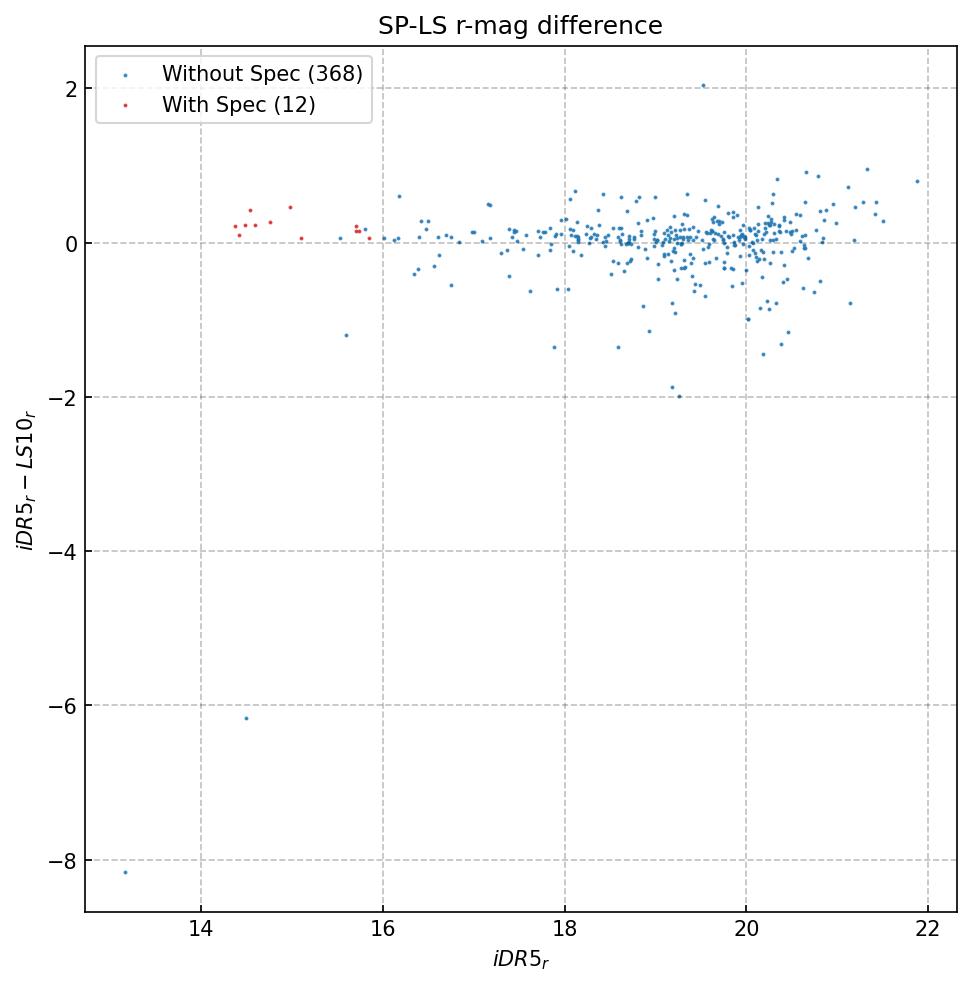 SP-LS r-mag difference
Without Spec (368)
With Spec (12)
2
0
−2
−4
−6
−8
iDR5r − LS10r
14 16 18 20 22
iDR5r